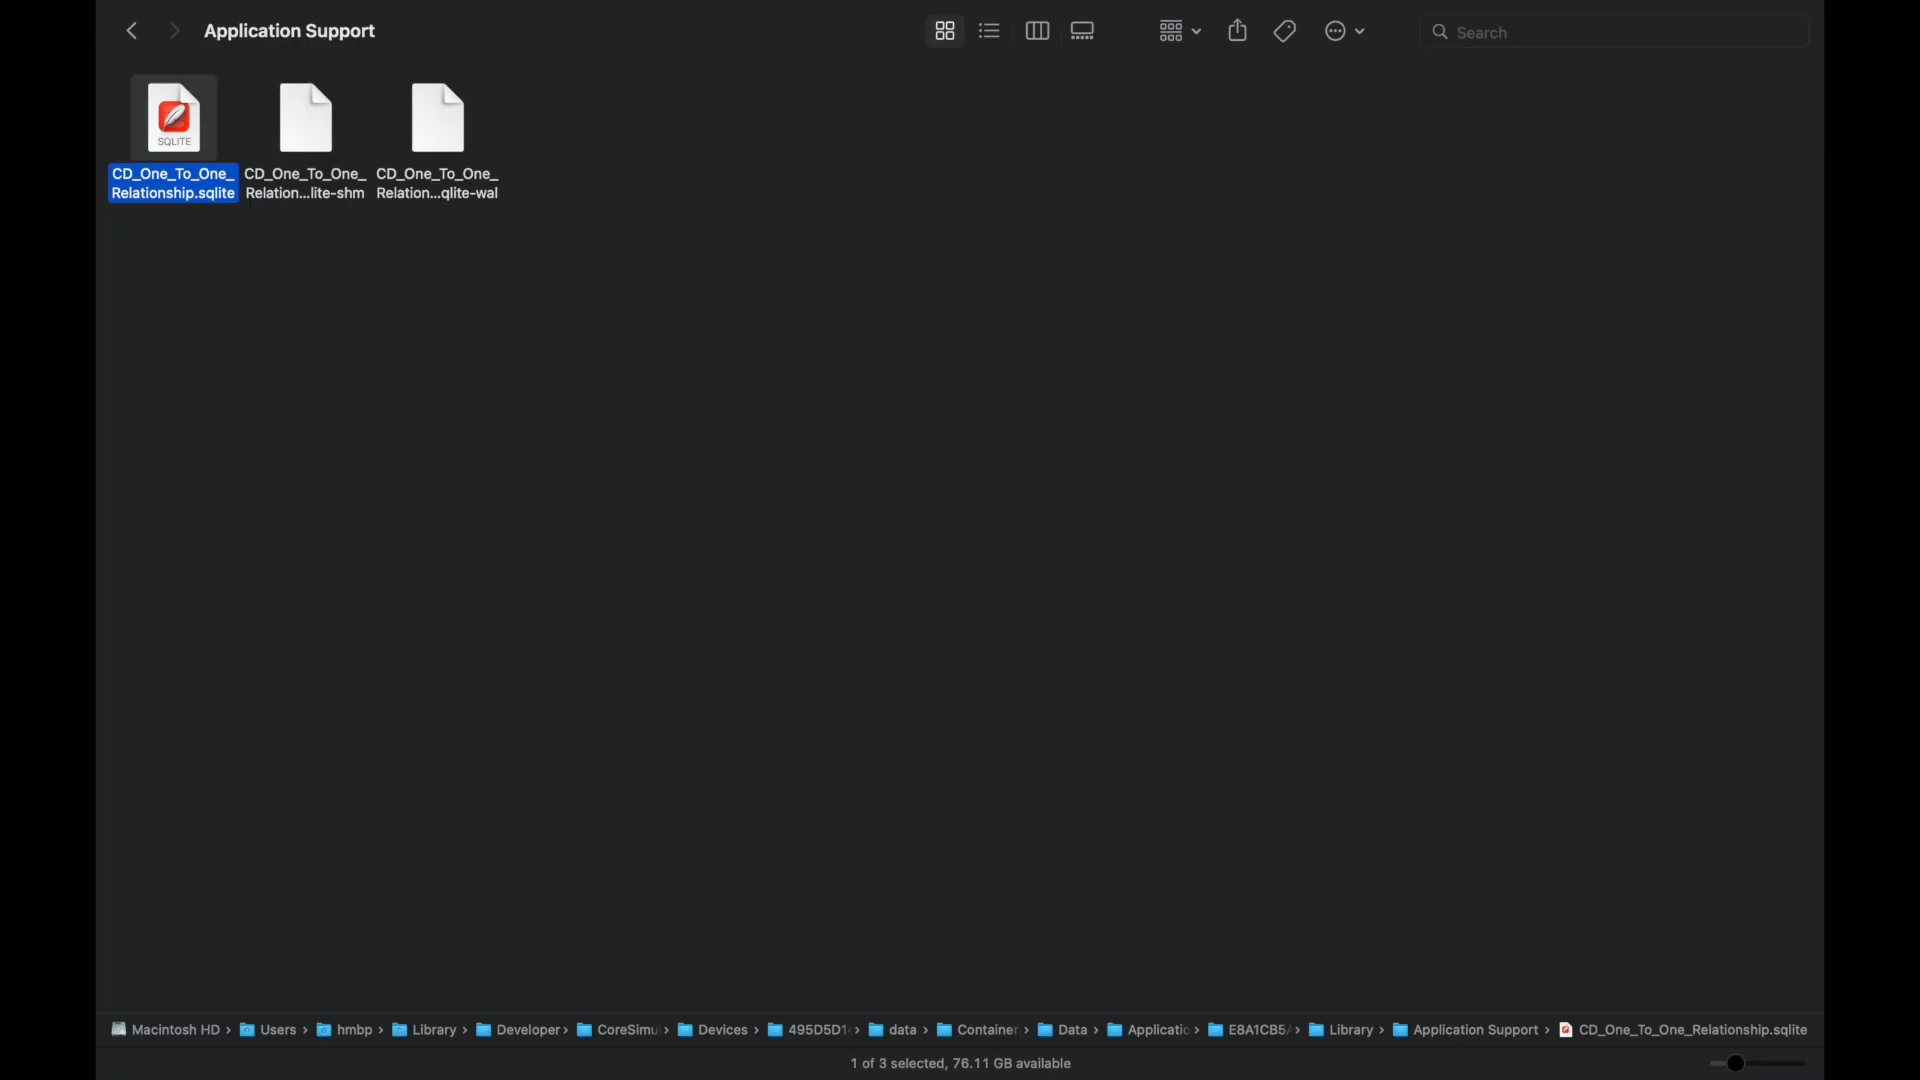 Application Support
Search
SQLITE
CD_One_To_One_
Relationship.sqlite
CD_One_To_One_
Relation...lite-shm
CD_One_To_One_
Relation...qlite-wal
Macintosh HD › Users › hmbp › Library › Developer › CoreSimu › Devices › 495D5D1 › data › Container › Data › Applicatio › E8A1CB5 › Library › Application Support › CD_One_To_One_Relationship.sqlite
1 of 3 selected, 76.11 GB available